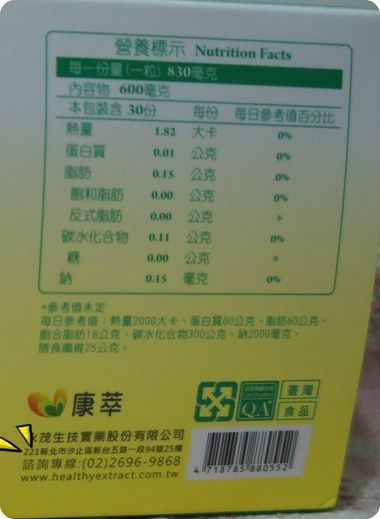 營養標示 Nutrition Facts
每一份量(一粒) 830毫克
內容物 600毫克
本包裝含 30份 每份 每日參考值百分比
熱量 1.82 大卡 0%
蛋白質 0.01 公克 0%
脂肪 0.15 公克 0%
飽和脂肪 0.00 公克 0%
反式脂肪 0.00 公克 *
碳水化合物 0.11 公克 0%
糖 0.00 公克 *
鈉 0.15 毫克 0%
*參考值未定
每日參考值：熱量2000大卡、蛋白質60公克、脂肪60公克、
飽合脂肪18公克、碳水化合物300公克、鈉2000毫克、
膳食纖維25公克。
康萃
永茂生技實業股份有限公司
221新北市汐止區新台五路一段94號25樓
諮詢專線:(02)2696-9868
www.healthyextract.com.tw
QA
臺灣
食品
4 718785 880552